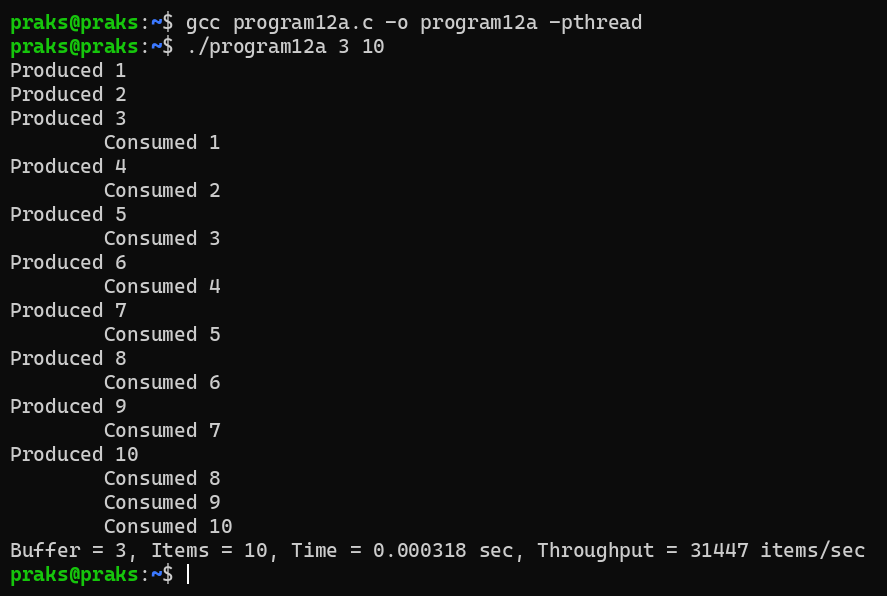 praks@praks:~$ gcc program12a.c -o program12a -pthread
praks@praks:~$ ./program12a 3 10
Produced 1
Produced 2
Produced 3
        Consumed 1
Produced 4
        Consumed 2
Produced 5
        Consumed 3
Produced 6
        Consumed 4
Produced 7
        Consumed 5
Produced 8
        Consumed 6
Produced 9
        Consumed 7
Produced 10
        Consumed 8
        Consumed 9
        Consumed 10
Buffer = 3, Items = 10, Time = 0.000318 sec, Throughput = 31447 items/sec
praks@praks:~$